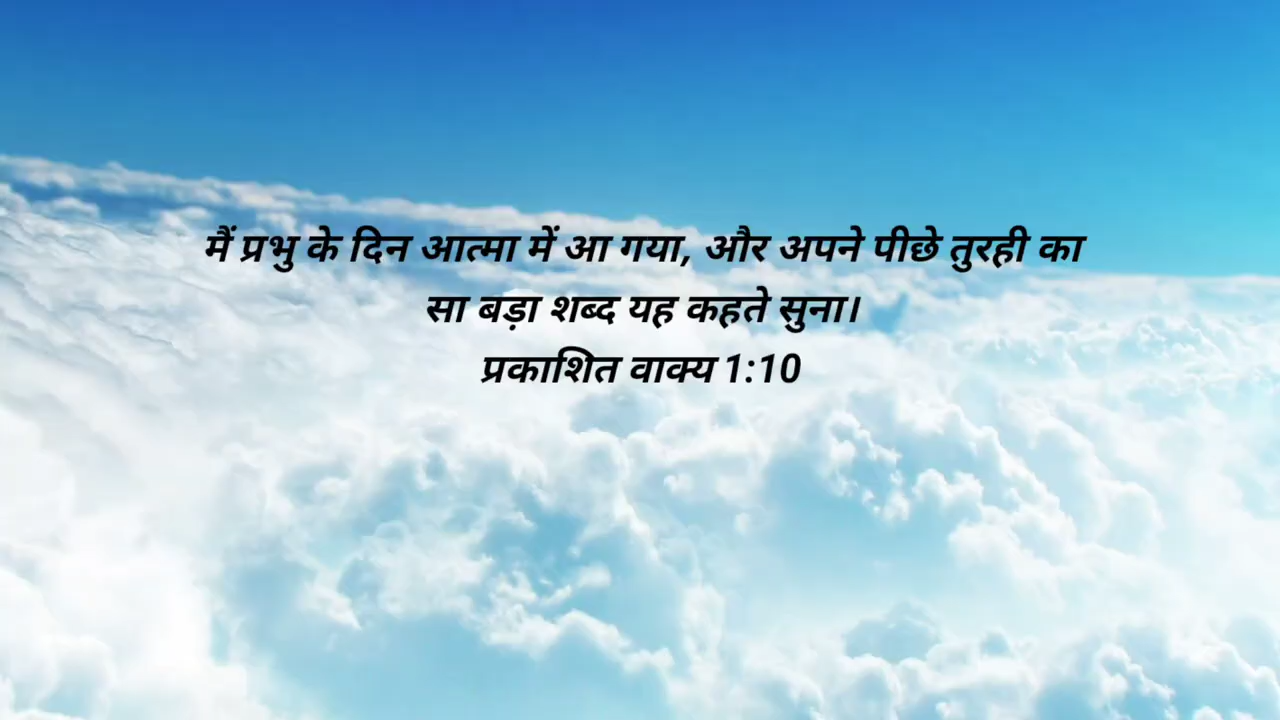 मैं प्रभु के दिन आत्मा में आ गया, और अपने पीछे तुरही का
सा बड़ा शब्द यह कहते सुना।
प्रकाशित वाक्य 1:10